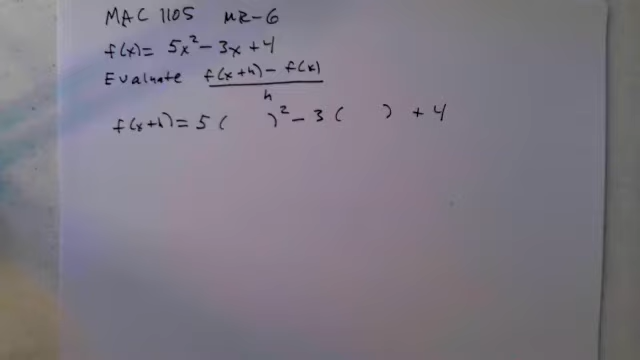 MAC 1105 MR-6
f(x) = 5x² - 3x + 4
Evaluate f(x+h) - f(x) / h
f(x+h) = 5( )² - 3( ) + 4